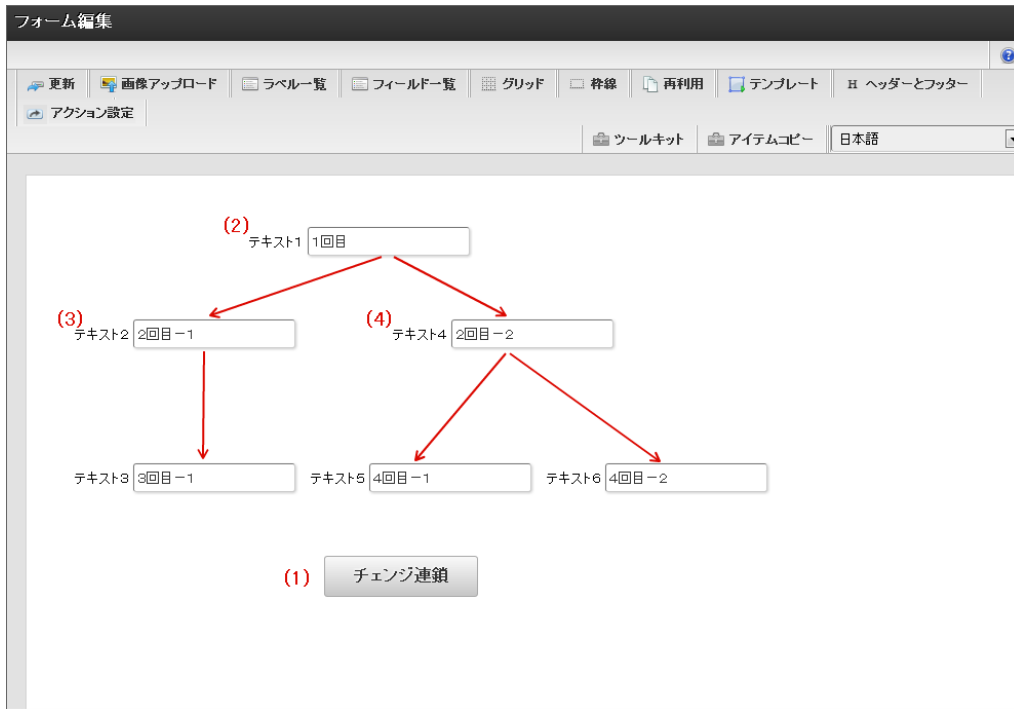 フォーム編集
更新 画像アップロード ラベル一覧 フィールド一覧 グリッド 枠線 再利用 テンプレート H ヘッダーとフッター
アクション設定
ツールキット アイテムコピー 日本語
(2)
テキスト1 1回目
(3) (4)
テキスト2 2回目－1 テキスト4 2回目－2
テキスト3 3回目－1 テキスト5 4回目－1 テキスト6 4回目－2
(1) チェンジ連鎖